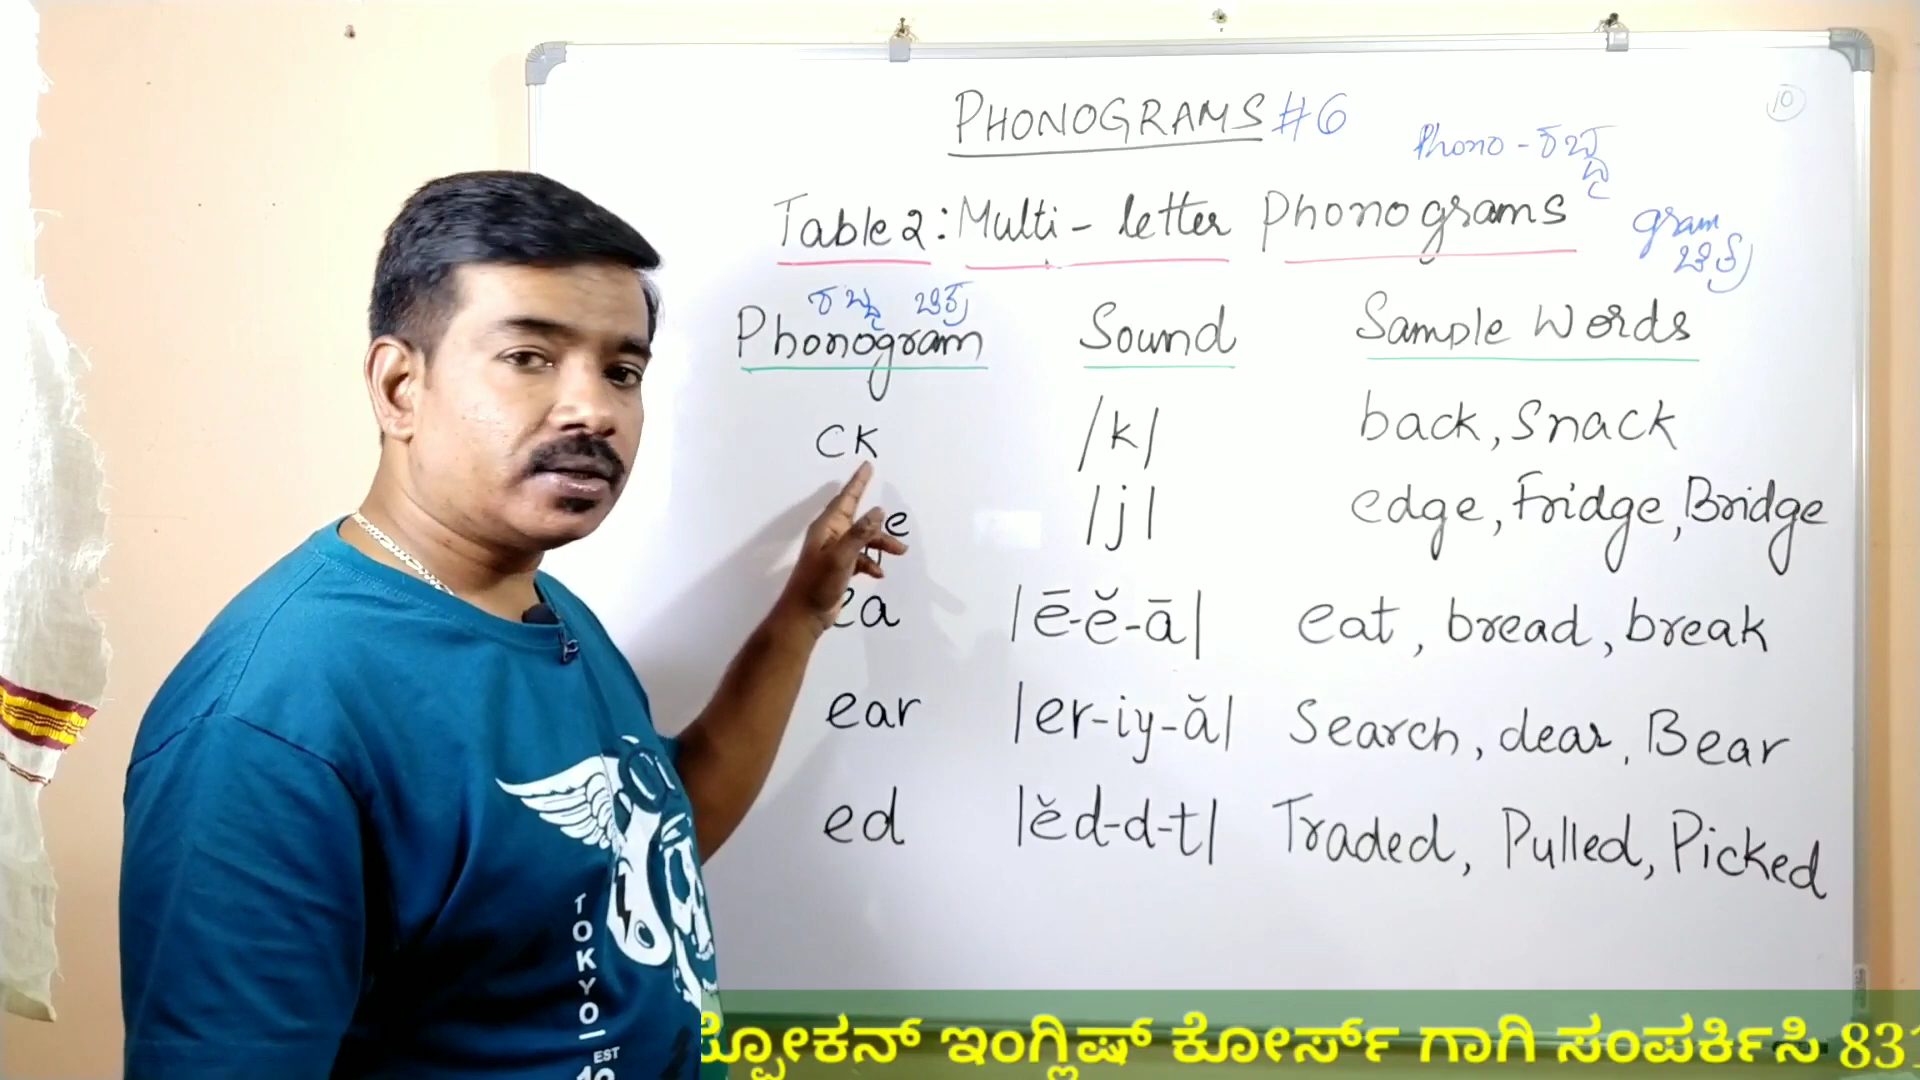 PHONOGRAMS #6
10
Phono - ಶಬ್ದ
Table 2: Multi - letter Phonograms
gram
ಚಿತ್ರ
ಶಬ್ದ ಚಿತ್ರ
Phonogram Sound Sample Words
CK /k/ back, Snack
e /j/ edge, Fridge, Bridge
ea /ē-ĕ-ā/ eat, bread, break
ear /er-iy-ă/ Search, dear, Bear
ed /ĕd-d-t/ Traded, Pulled, Picked
TOKYO
EST
ಸ್ಪೋಕನ್ ಇಂಗ್ಲಿಷ್ ಕೋರ್ಸ್ ಗಾಗಿ ಸಂಪರ್ಕಿಸಿ 831